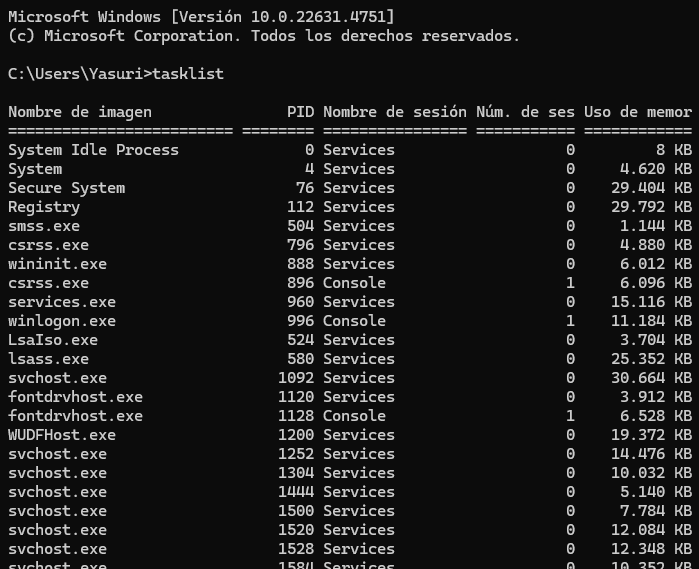 Microsoft Windows [Versión 10.0.22631.4751]
(c) Microsoft Corporation. Todos los derechos reservados.
C:\Users\Yasuri>tasklist
Nombre de imagen               PID Nombre de sesión Núm. de ses Uso de memor
========================= ======== ================ =========== ============
System Idle Process              0 Services                   0         8 KB
System                           4 Services                   0     4.620 KB
Secure System                   76 Services                   0    29.404 KB
Registry                       112 Services                   0    29.792 KB
smss.exe                       504 Services                   0     1.144 KB
csrss.exe                      796 Services                   0     4.880 KB
wininit.exe                    888 Services                   0     6.012 KB
csrss.exe                      896 Console                    1     6.096 KB
services.exe                   960 Services                   0    15.116 KB
winlogon.exe                   996 Console                    1    11.184 KB
LsaIso.exe                     524 Services                   0     3.704 KB
lsass.exe                      580 Services                   0    25.352 KB
svchost.exe                   1092 Services                   0    30.664 KB
fontdrvhost.exe               1120 Services                   0     3.912 KB
fontdrvhost.exe               1128 Console                    1     6.528 KB
WUDFHost.exe                  1200 Services                   0    19.372 KB
svchost.exe                   1252 Services                   0    14.476 KB
svchost.exe                   1304 Services                   0    10.032 KB
svchost.exe                   1444 Services                   0     5.140 KB
svchost.exe                   1500 Services                   0     7.784 KB
svchost.exe                   1520 Services                   0    12.084 KB
svchost.exe                   1528 Services                   0    12.348 KB
svchost.exe                   1584 Services                   0    10.352 KB